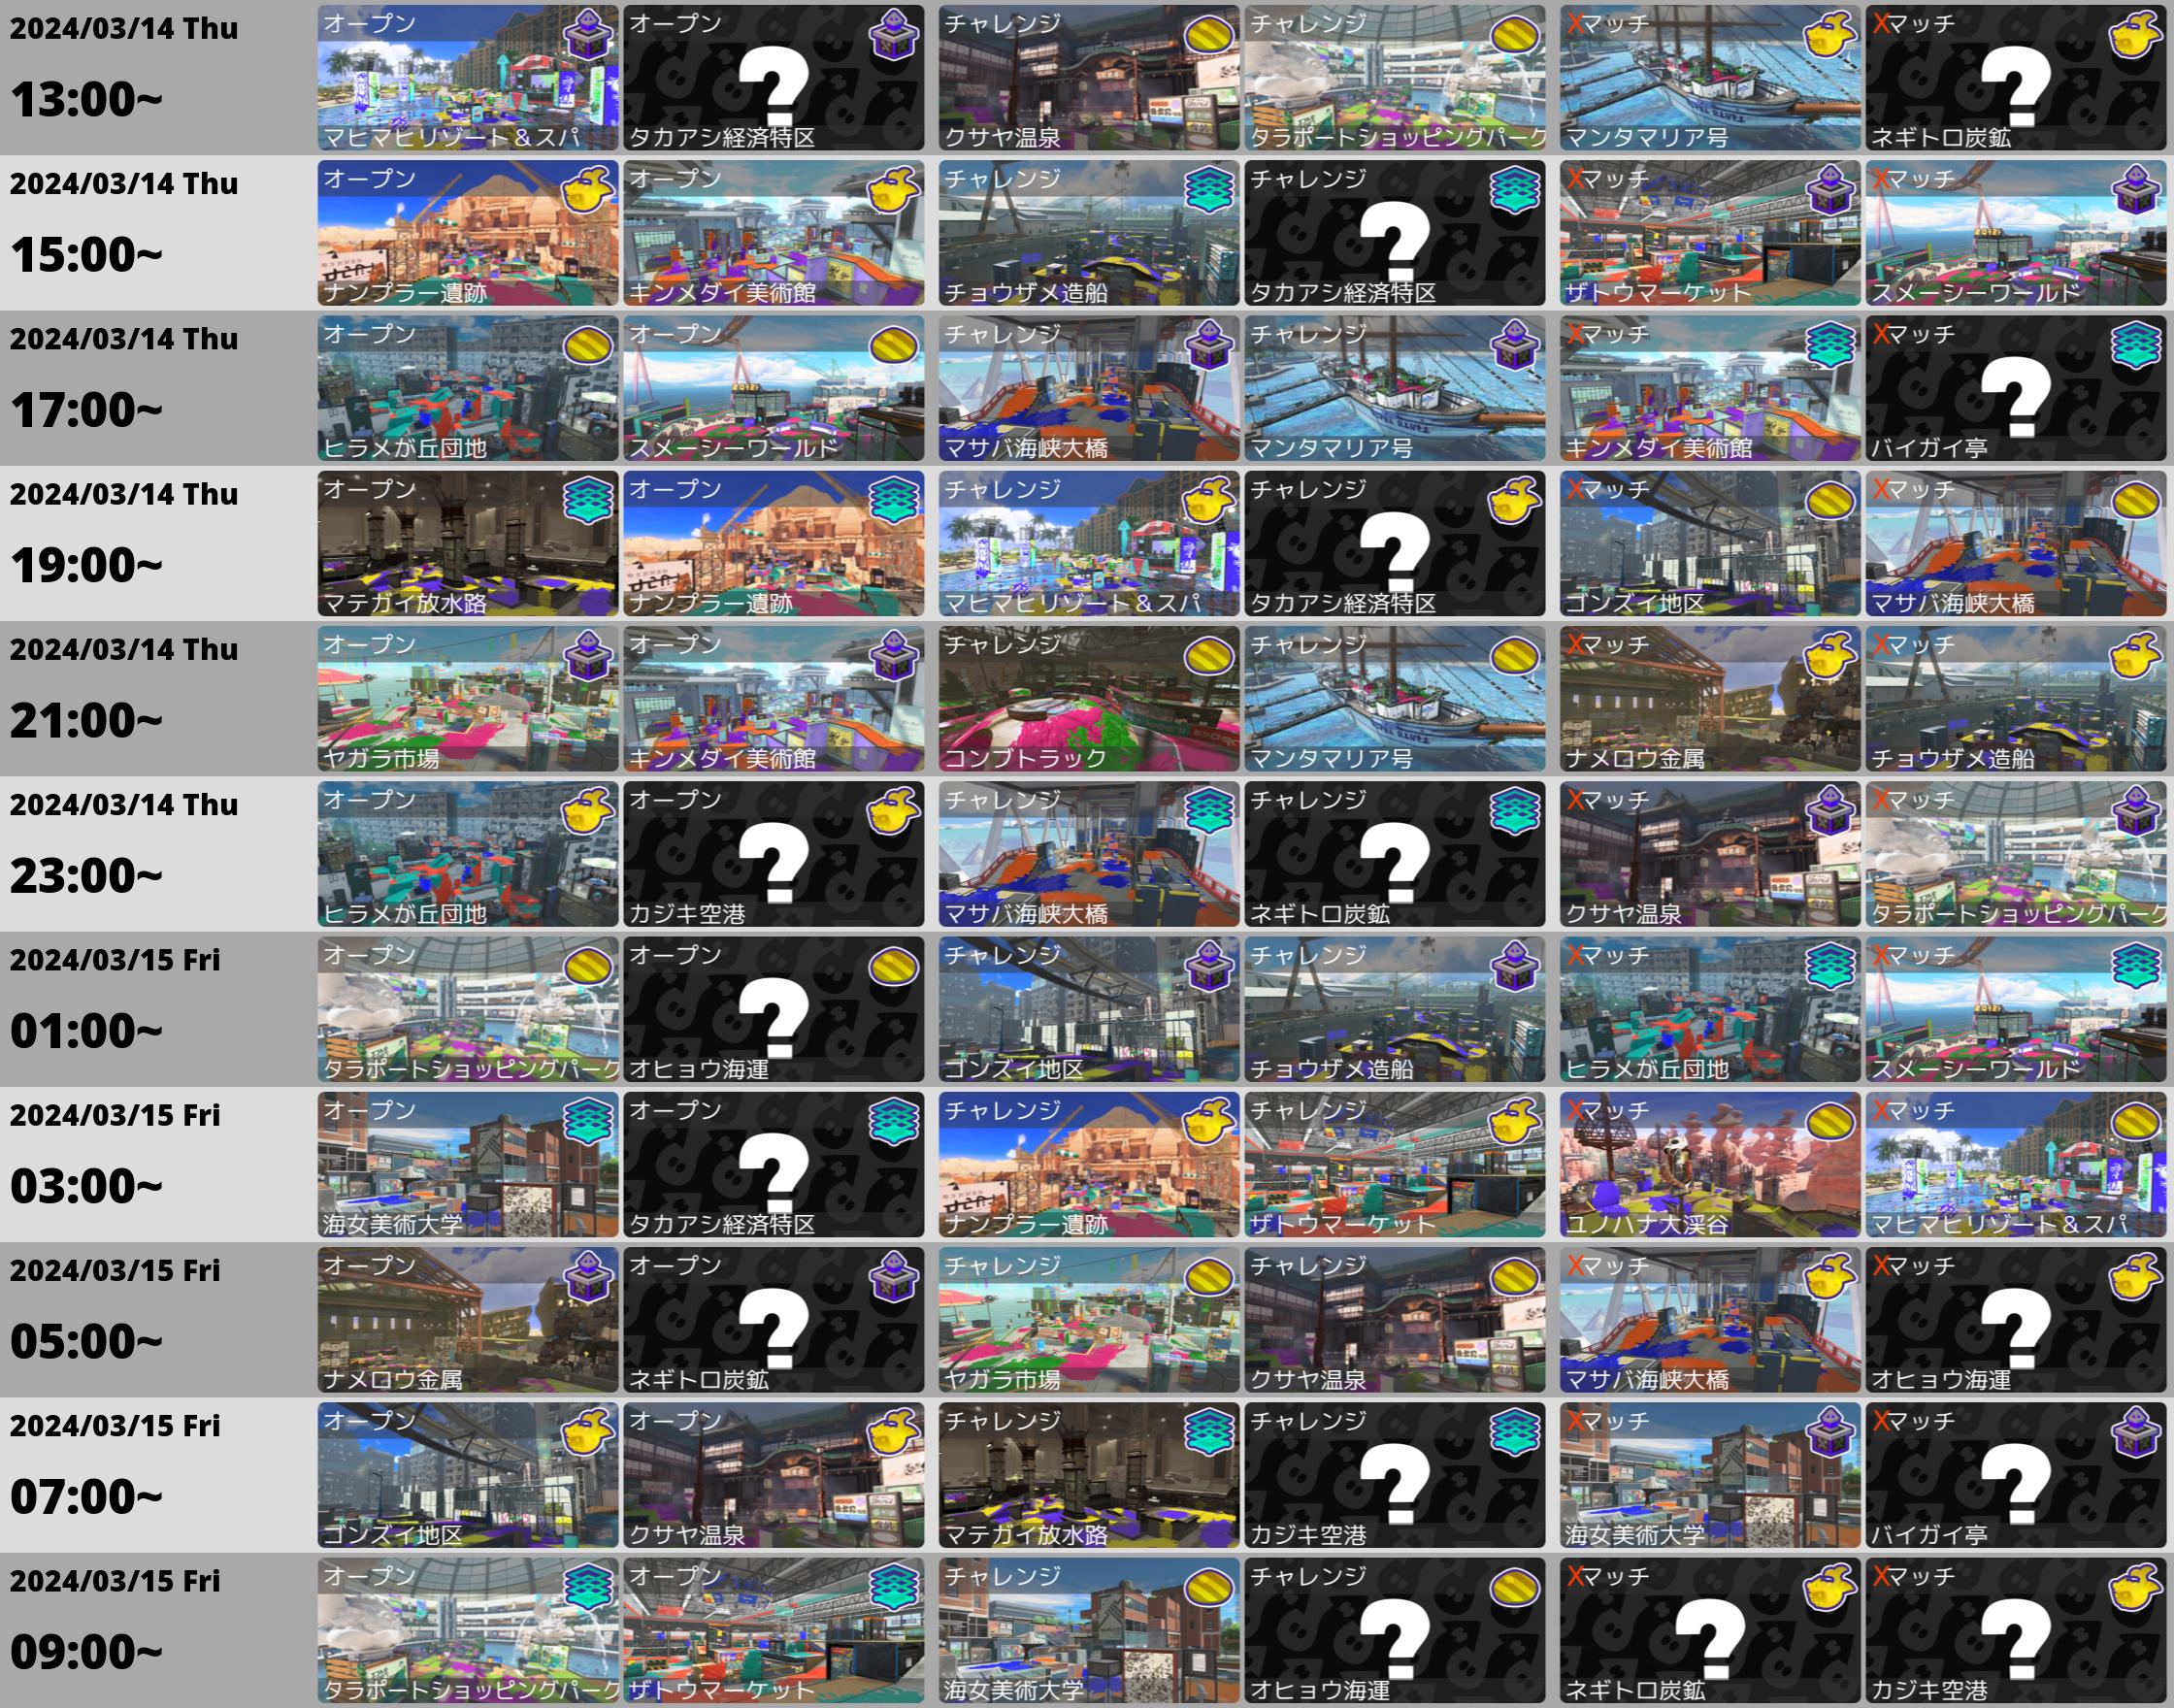 2024/03/14 Thu
13:00~
オープン
マヒマヒリゾート＆スパ
オープン
?
タカアシ経済特区
チャレンジ
クサヤ温泉
チャレンジ
タラポートショッピングパーク
Xマッチ
マンタマリア号
Xマッチ
?
ネギトロ炭鉱
2024/03/14 Thu
15:00~
オープン
ナンプラー遺跡
オープン
キンメダイ美術館
チャレンジ
チョウザメ造船
チャレンジ
?
タカアシ経済特区
Xマッチ
ザトウマーケット
Xマッチ
スメーシーワールド
2024/03/14 Thu
17:00~
オープン
ヒラメが丘団地
オープン
スメーシーワールド
チャレンジ
マサバ海峡大橋
チャレンジ
マンタマリア号
Xマッチ
キンメダイ美術館
Xマッチ
?
バイガイ亭
2024/03/14 Thu
19:00~
オープン
マテガイ放水路
オープン
ナンプラー遺跡
チャレンジ
マヒマヒリゾート＆スパ
チャレンジ
?
タカアシ経済特区
Xマッチ
ゴンズイ地区
Xマッチ
マサバ海峡大橋
2024/03/14 Thu
21:00~
オープン
ヤガラ市場
オープン
キンメダイ美術館
チャレンジ
コンブトラック
チャレンジ
マンタマリア号
Xマッチ
ナメロウ金属
Xマッチ
チョウザメ造船
2024/03/14 Thu
23:00~
オープン
ヒラメが丘団地
オープン
?
カジキ空港
チャレンジ
マサバ海峡大橋
チャレンジ
?
ネギトロ炭鉱
Xマッチ
クサヤ温泉
Xマッチ
タラポートショッピングパーク
2024/03/15 Fri
01:00~
オープン
タラポートショッピングパーク
オープン
?
オヒョウ海運
チャレンジ
ゴンズイ地区
チャレンジ
チョウザメ造船
Xマッチ
ヒラメが丘団地
Xマッチ
スメーシーワールド
2024/03/15 Fri
03:00~
オープン
海女美術大学
オープン
?
タカアシ経済特区
チャレンジ
ナンプラー遺跡
チャレンジ
ザトウマーケット
Xマッチ
ユノハナ大渓谷
Xマッチ
マヒマヒリゾート＆スパ
2024/03/15 Fri
05:00~
オープン
ナメロウ金属
オープン
?
ネギトロ炭鉱
チャレンジ
ヤガラ市場
チャレンジ
クサヤ温泉
Xマッチ
マサバ海峡大橋
Xマッチ
?
オヒョウ海運
2024/03/15 Fri
07:00~
オープン
ゴンズイ地区
オープン
クサヤ温泉
チャレンジ
マテガイ放水路
チャレンジ
?
カジキ空港
Xマッチ
海女美術大学
Xマッチ
?
バイガイ亭
2024/03/15 Fri
09:00~
オープン
タラポートショッピングパーク
オープン
ザトウマーケット
チャレンジ
海女美術大学
チャレンジ
?
オヒョウ海運
Xマッチ
?
ネギトロ炭鉱
Xマッチ
?
カジキ空港